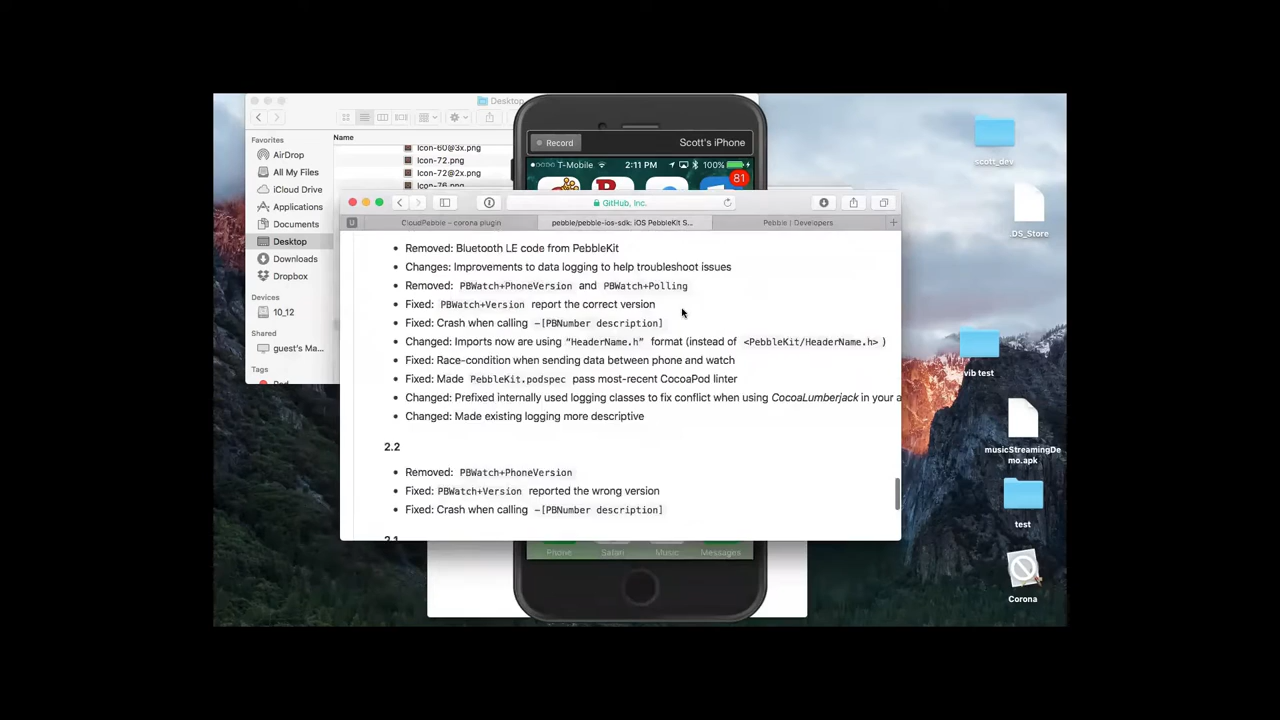 Desktop
Favorites
AirDrop
All My Files
iCloud Drive
Applications
Documents
Desktop
Downloads
Dropbox
Devices
10_12
Shared
guest's Ma...
Tags
Name
Icon-60@3x.png
Icon-72.png
Icon-72@2x.png
Icon-76.png
Record
Scott's iPhone
T-Mobile 2:11 PM 100%
81
GitHub, Inc.
U
CloudPebble – corona plugin
pebble/pebble-ios-sdk: iOS PebbleKit S...
Pebble | Developers
Removed: Bluetooth LE code from PebbleKit
Changes: Improvements to data logging to help troubleshoot issues
Removed: PBWatch+PhoneVersion and PBWatch+Polling
Fixed: PBWatch+Version report the correct version
Fixed: Crash when calling -[PBNumber description]
Changed: Imports now are using “HeaderName.h” format (instead of <PebbleKit/HeaderName.h> )
Fixed: Race-condition when sending data between phone and watch
Fixed: Made PebbleKit.podspec pass most-recent CocoaPod linter
Changed: Prefixed internally used logging classes to fix conflict when using CocoaLumberjack in your a
Changed: Made existing logging more descriptive
2.2
Removed: PBWatch+PhoneVersion
Fixed: PBWatch+Version reported the wrong version
Fixed: Crash when calling -[PBNumber description]
2.1
Phone Safari Music Messages
scott_dev
.DS_Store
vib test
musicStreamingDe
mo.apk
test
Corona